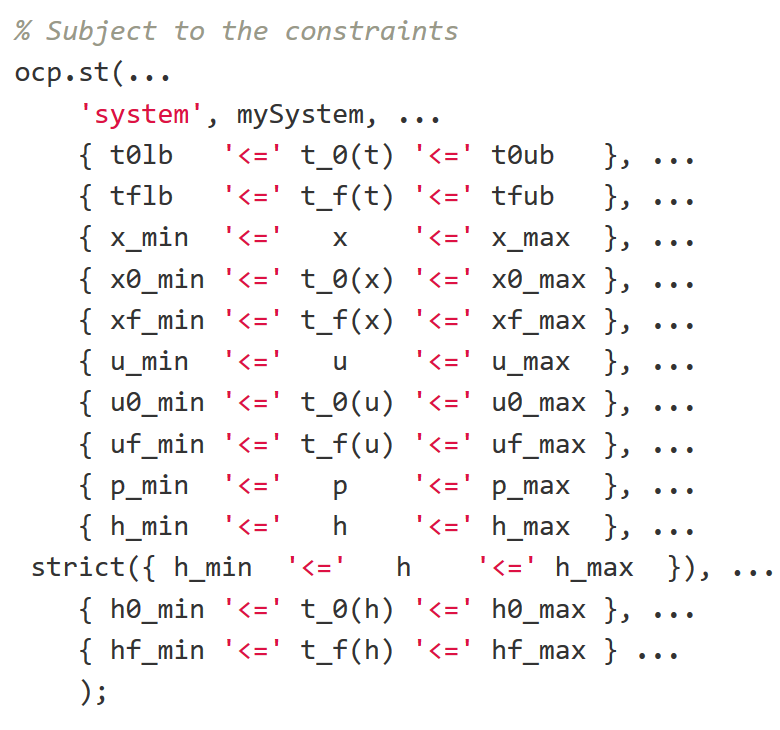 % Subject to the constraints
ocp.st(...
    'system', mySystem, ...
    { t0lb   '<=' t_0(t) '<=' t0ub   }, ...
    { tflb   '<=' t_f(t) '<=' tfub   }, ...
    { x_min  '<='   x    '<=' x_max  }, ...
    { x0_min '<=' t_0(x) '<=' x0_max }, ...
    { xf_min '<=' t_f(x) '<=' xf_max }, ...
    { u_min  '<='   u    '<=' u_max  }, ...
    { u0_min '<=' t_0(u) '<=' u0_max }, ...
    { uf_min '<=' t_f(u) '<=' uf_max }, ...
    { p_min  '<='   p    '<=' p_max  }, ...
    { h_min  '<='   h    '<=' h_max  }, ...
 strict({ h_min  '<='   h    '<=' h_max  }), ...
    { h0_min '<=' t_0(h) '<=' h0_max }, ...
    { hf_min '<=' t_f(h) '<=' hf_max } ...
    );